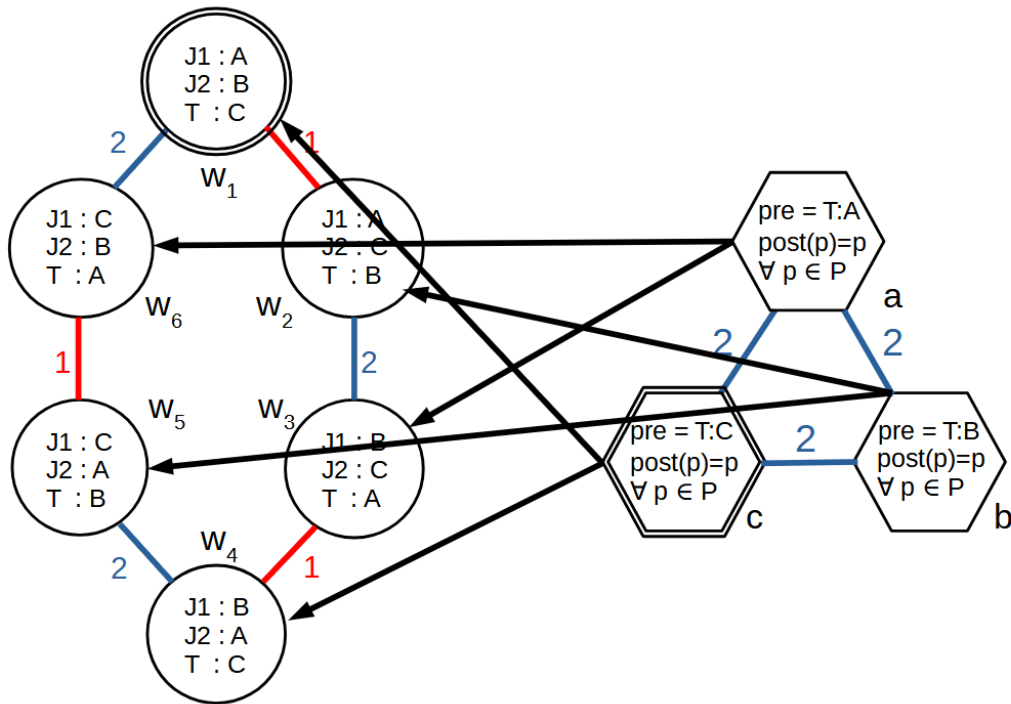 J1 : A
J2 : B
T : C
2
1
w1
J1 : C
J2 : B
T : A
w6
J1 : A
J2 : C
T : B
w2
1
2
J1 : C
J2 : A
T : B
w5
J1 : B
J2 : C
T : A
w3
2
1
w4
J1 : B
J2 : A
T : C
pre = T:A
post(p)=p
∀ p ∈ P
a
2
2
pre = T:C
post(p)=p
∀ p ∈ P
c
2
pre = T:B
post(p)=p
∀ p ∈ P
b